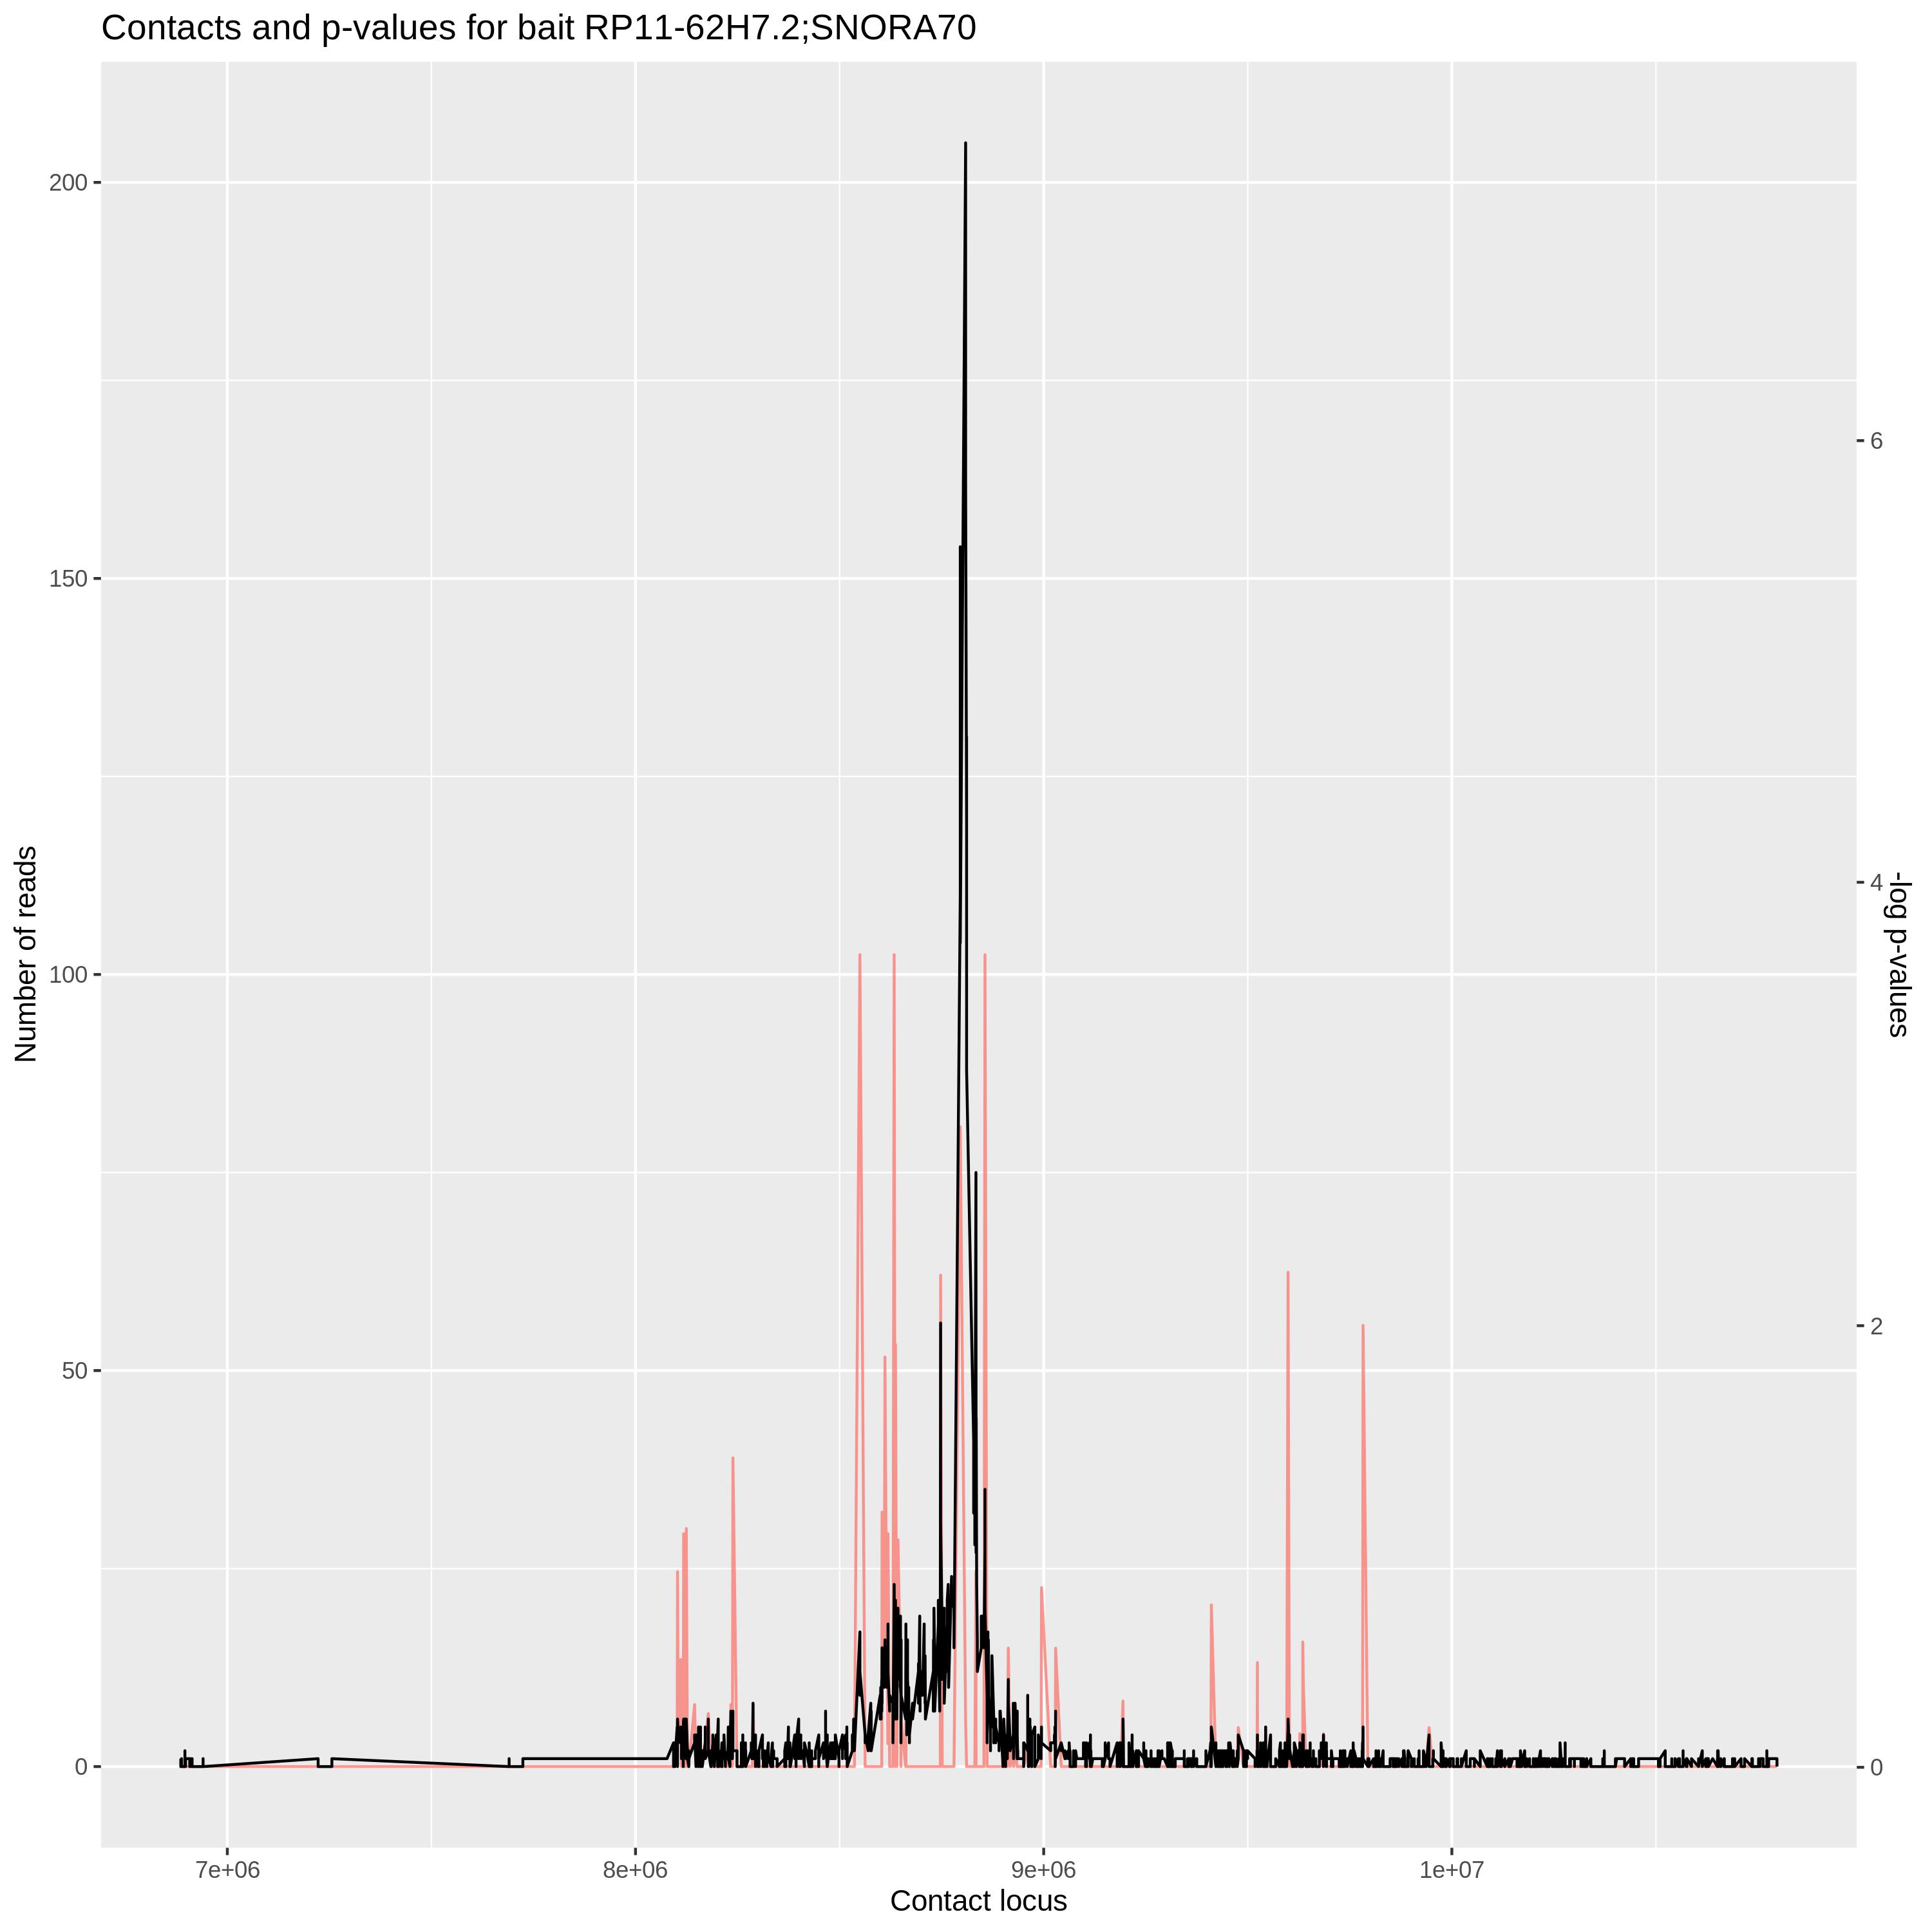 Contacts and p-values for bait RP11-62H7.2;SNORA70
200
150
100
50
0
Number of reads
6
4
2
0
-log p-values
7e+06 8e+06 9e+06 1e+07
Contact locus